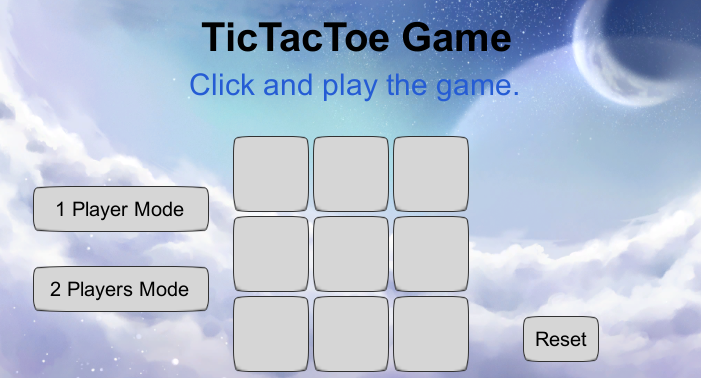 TicTacToe Game
Click and play the game.
1 Player Mode
2 Players Mode
Reset